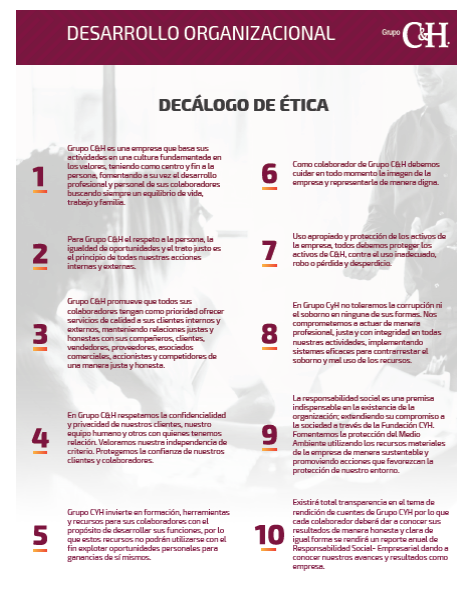 DESARROLLO ORGANIZACIONAL
Grupo C&H.
DECÁLOGO DE ÉTICA
1
Grupo C&H es una empresa que basa sus
actividades en una cultura fundamentada en
los valores, teniendo como centro y fin a la
persona, fomentando a su vez el desarrollo
profesional y personal de sus colaboradores
buscando siempre un equilibrio de vida,
trabajo y familia.
2
Para Grupo C&H el respeto a la persona, la
igualdad de oportunidades y el trato justo es
el principio de todas nuestras acciones
internas y externas.
3
Grupo C&H promueve que todos sus
colaboradores tengan como prioridad ofrecer
servicios de calidad a sus clientes internos y
externos, manteniendo relaciones justas y
honestas con sus compañeros, clientes,
vendedores, proveedores, asociados
comerciales, accionistas y competidores de
una manera justa y honesta.
4
En Grupo C&H respetamos la confidencialidad
y privacidad de nuestros clientes, nuestro
equipo humano y otros con quienes tenemos
relación. Valoramos nuestra independencia de
criterio. Protegemos la confianza de nuestros
clientes y colaboradores.
5
Grupo CYH invierte en formación, herramientas
y recursos para sus colaboradores con el
propósito de desarrollar sus funciones, por lo
que estos recursos no podrán utilizarse con el
fin explotar oportunidades personales para
ganancias de sí mismos.
6
Como colaborador de Grupo C&H debemos
cuidar en todo momento la imagen de la
empresa y representarla de manera digna.
7
Uso apropiado y protección de los activos de
la empresa, todos debemos proteger los
activos de C&H, contra el uso inadecuado,
robo o pérdida y desperdicio.
8
En Grupo CyH no toleramos la corrupción ni
el soborno en ninguna de sus formas. Nos
comprometemos a actuar de manera
profesional, justa y con integridad en todas
nuestras actividades, implementando
sistemas eficaces para contrarrestar el
soborno y mal uso de los recursos.
9
La responsabilidad social es una premisa
indispensable en la existencia de la
organización; extendiendo su compromiso a
la sociedad a través de la Fundación CYH.
Fomentamos la protección del Medio
Ambiente utilizando los recursos materiales
de la empresa de manera sustentable y
promoviendo acciones que favorezcan la
protección de nuestro entorno.
10
Existirá total transparencia en el tema de
rendición de cuentas de Grupo CYH por lo que
cada colaborador deberá dar a conocer sus
resultados de manera honesta y clara de
igual forma se rendirá un reporte anual de
Responsabilidad Social- Empresarial dando a
conocer nuestros avances y resultados como
empresa.